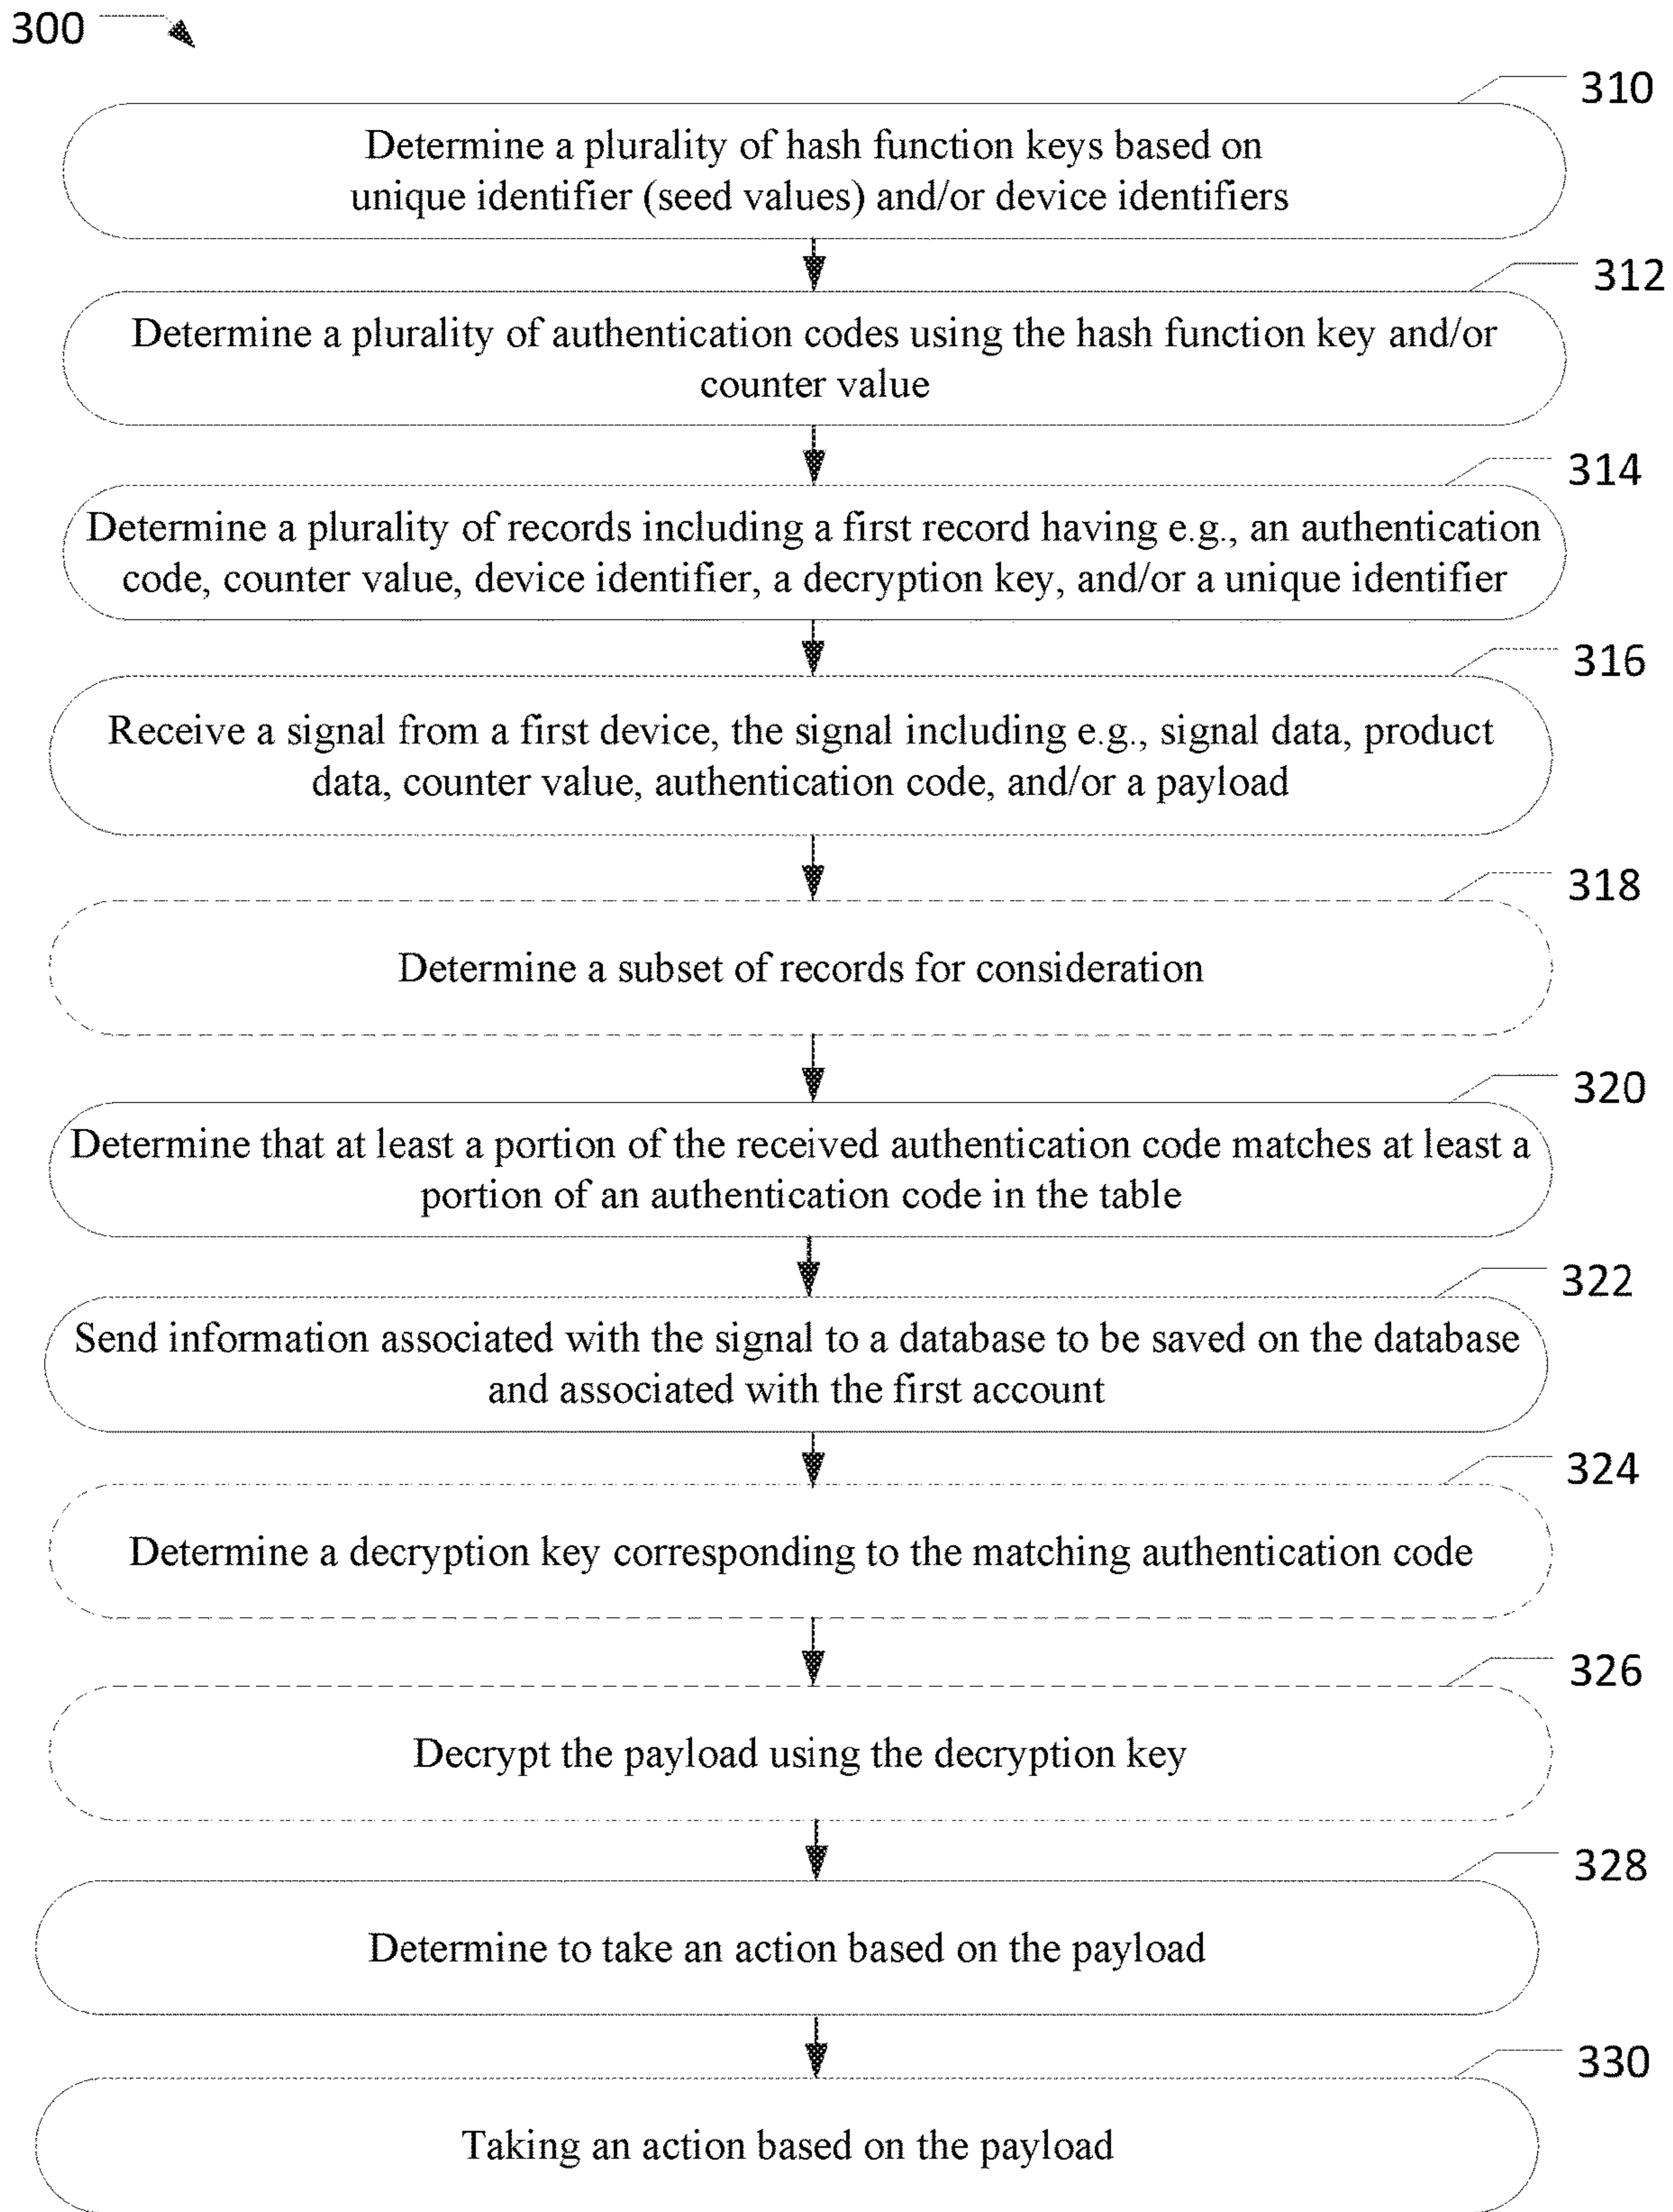 300
310
Determine a plurality of hash function keys based on
unique identifier (seed values) and/or device identifiers
312
Determine a plurality of authentication codes using the hash function key and/or
counter value
314
Determine a plurality of records including a first record having e.g., an authentication
code, counter value, device identifier, a decryption key, and/or a unique identifier
316
Receive a signal from a first device, the signal including e.g., signal data, product
data, counter value, authentication code, and/or a payload
318
Determine a subset of records for consideration
320
Determine that at least a portion of the received authentication code matches at least a
portion of an authentication code in the table
322
Send information associated with the signal to a database to be saved on the database
and associated with the first account
324
Determine a decryption key corresponding to the matching authentication code
326
Decrypt the payload using the decryption key
328
Determine to take an action based on the payload
330
Taking an action based on the payload